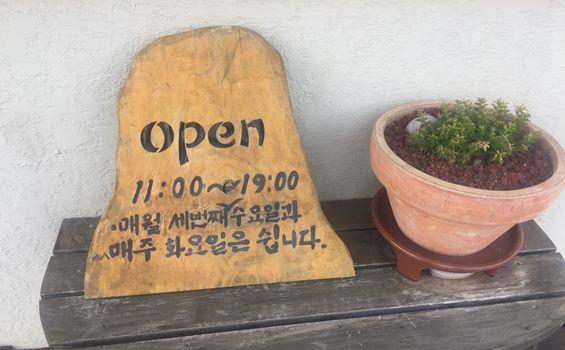 open
11:00~19:00
·매월 세번째 수요일과
매주 화요일은 쉽니다.